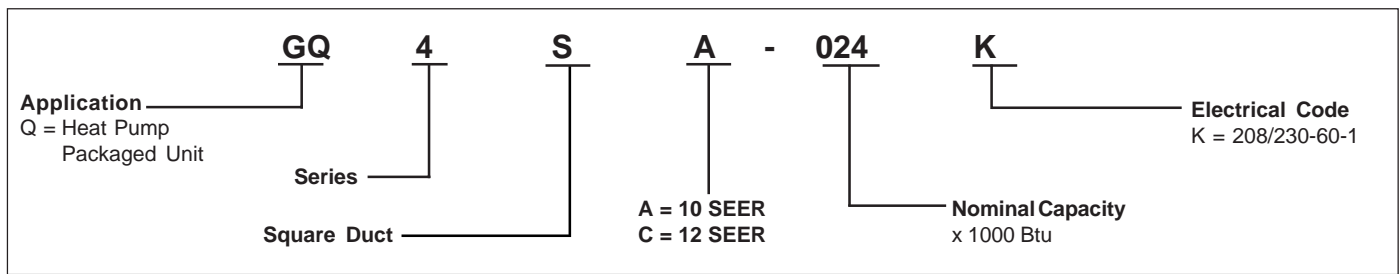 GQ 4 S A - 024 K
Application
Q = Heat Pump
Packaged Unit
Series
Square Duct
A = 10 SEER
C = 12 SEER
Nominal Capacity
x 1000 Btu
Electrical Code
K = 208/230-60-1